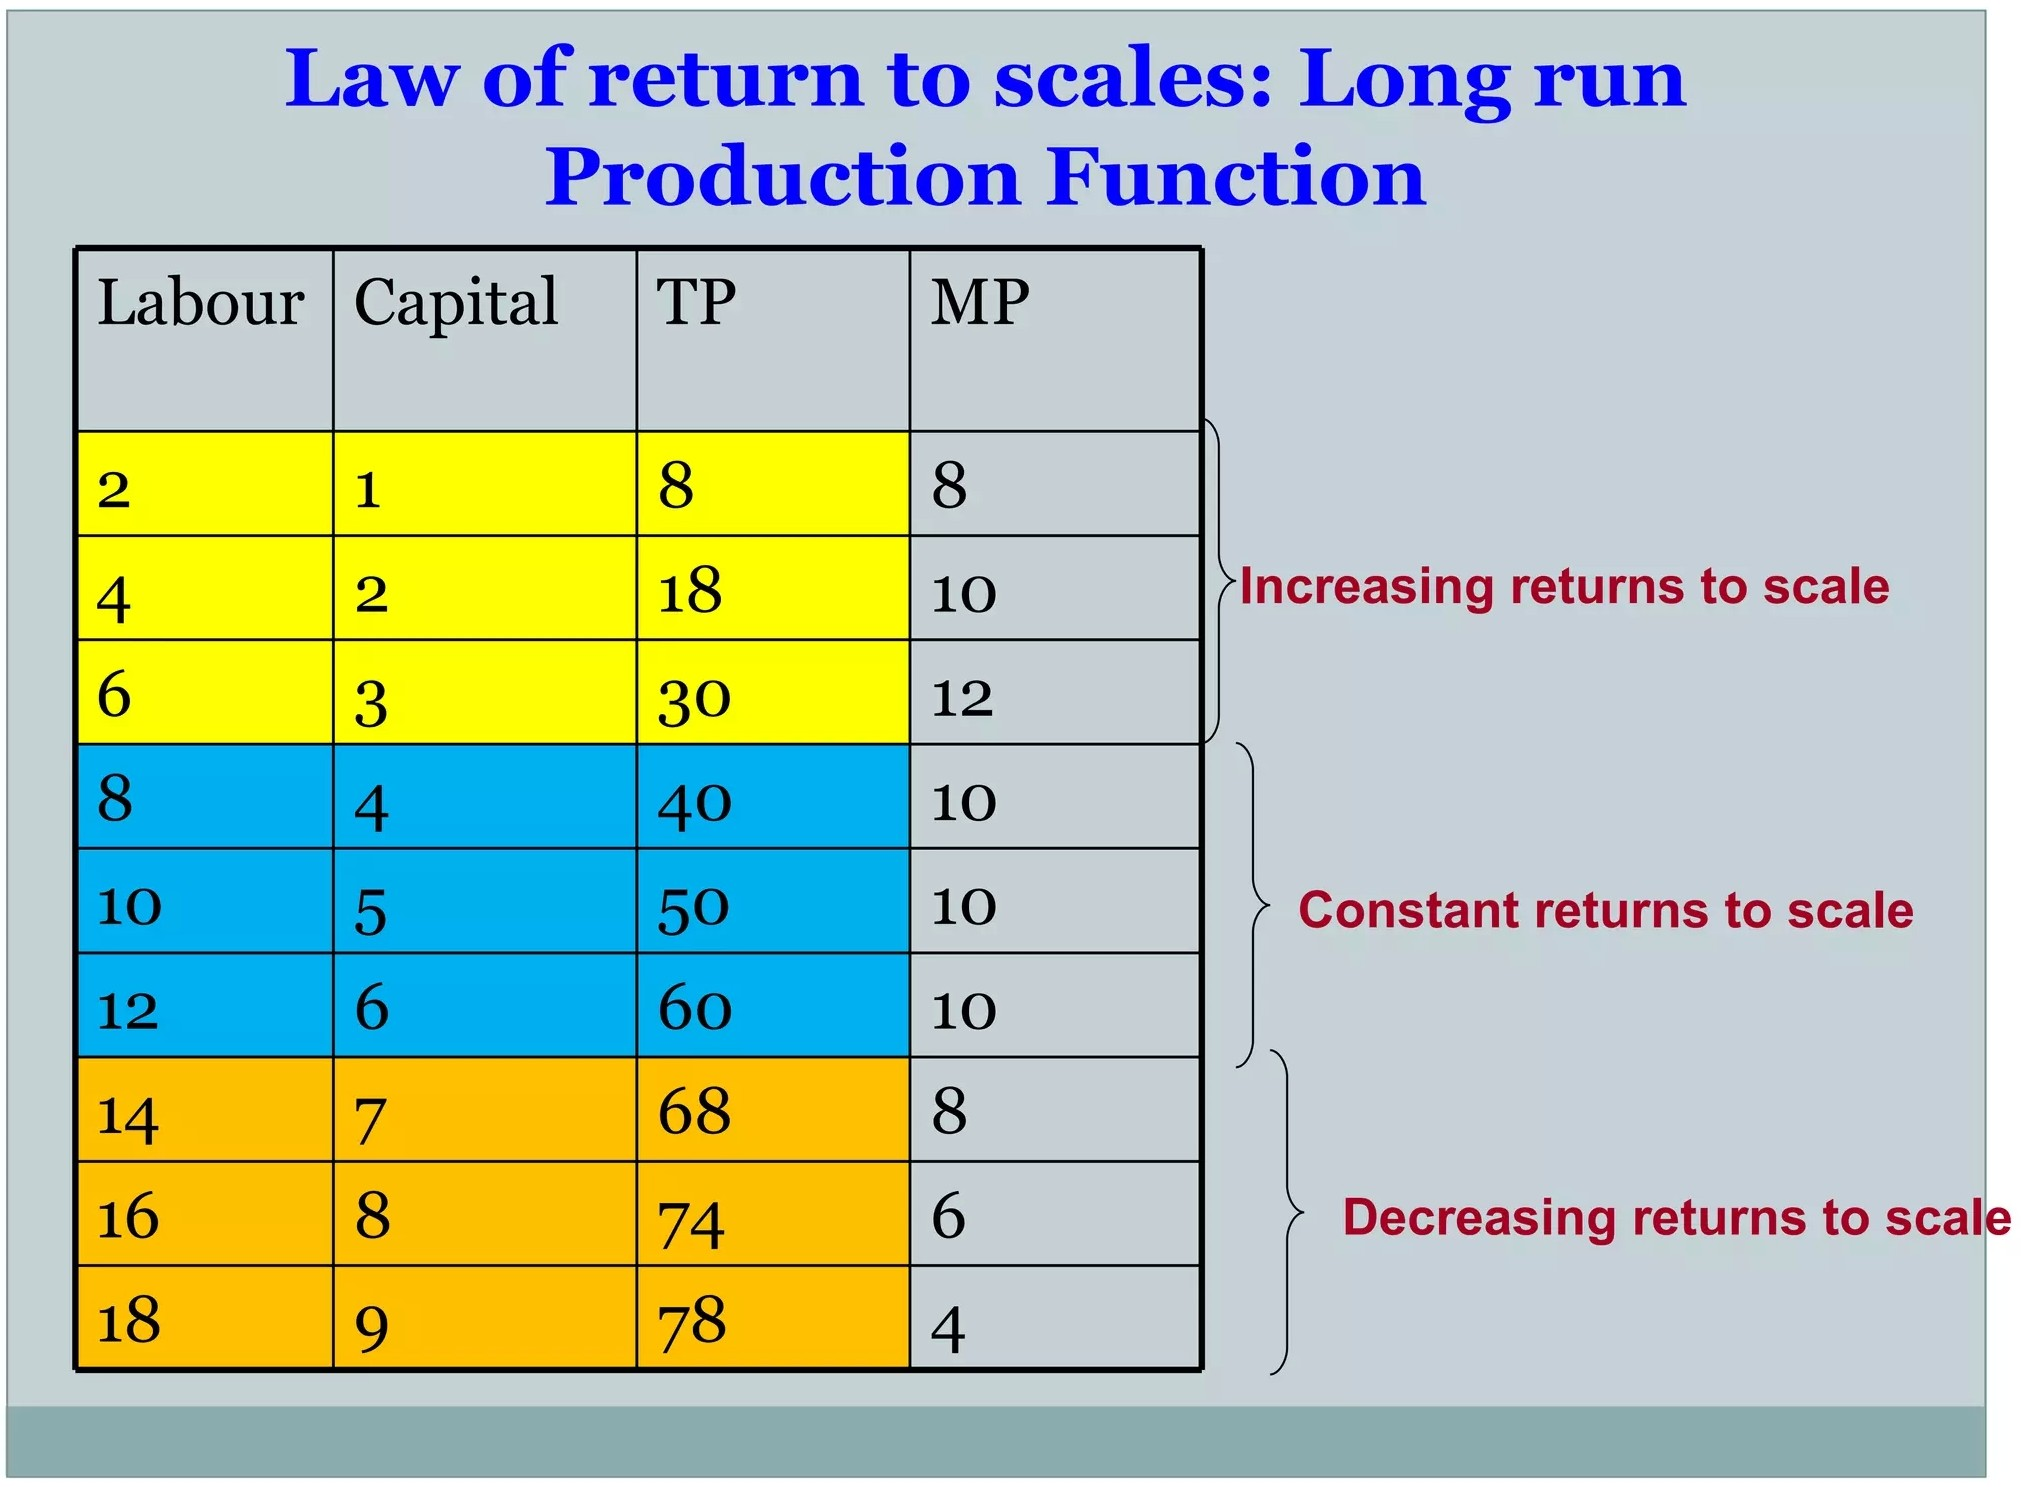 Law of return to scales: Long run
Production Function
Labour Capital TP MP
2 1 8 8
4 2 18 10
6 3 30 12
Increasing returns to scale
8 4 40 10
10 5 50 10
12 6 60 10
Constant returns to scale
14 7 68 8
16 8 74 6
18 9 78 4
Decreasing returns to scale